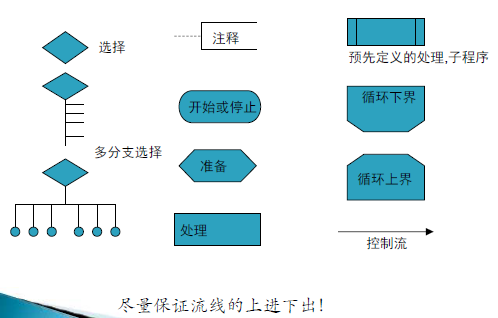 选择
注释
预先定义的处理,子程序
开始或停止
循环下界
多分支选择
准备
循环上界
处理
控制流
尽量保证流线的上进下出!